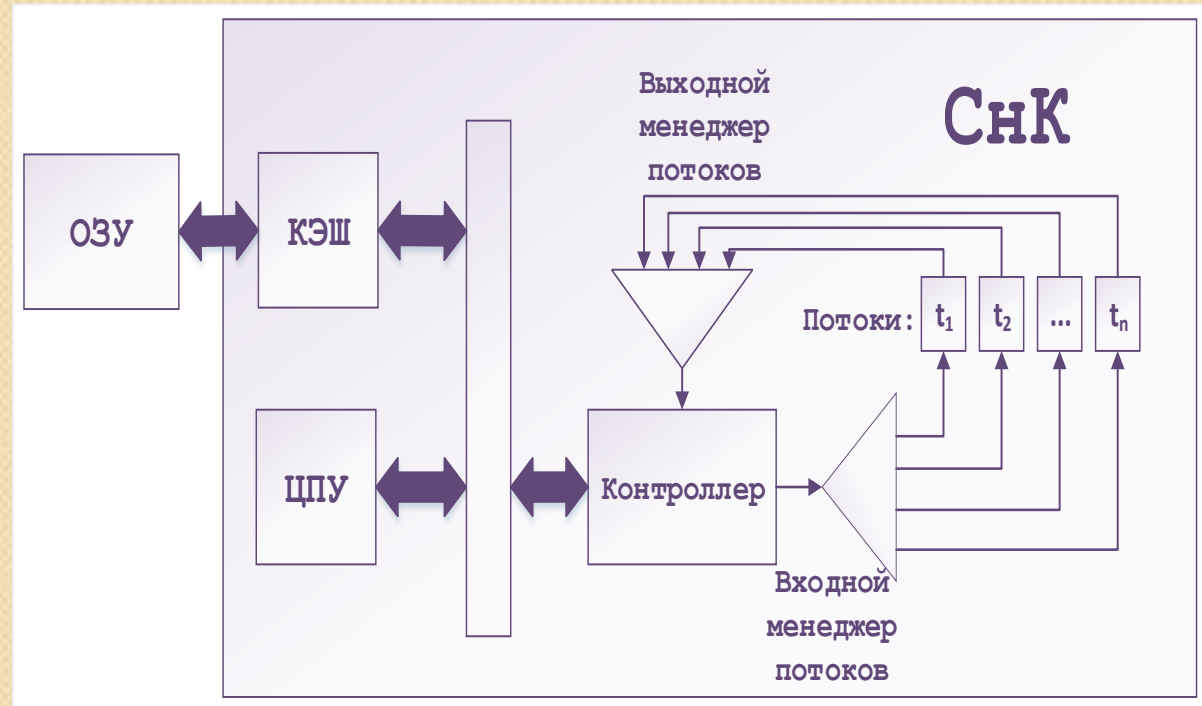 Выходной
менеджер
потоков
СнК
ОЗУ
КЭШ
Потоки:
t₁
t₂
…
tₙ
ЦПУ
Контроллер
Входной
менеджер
потоков